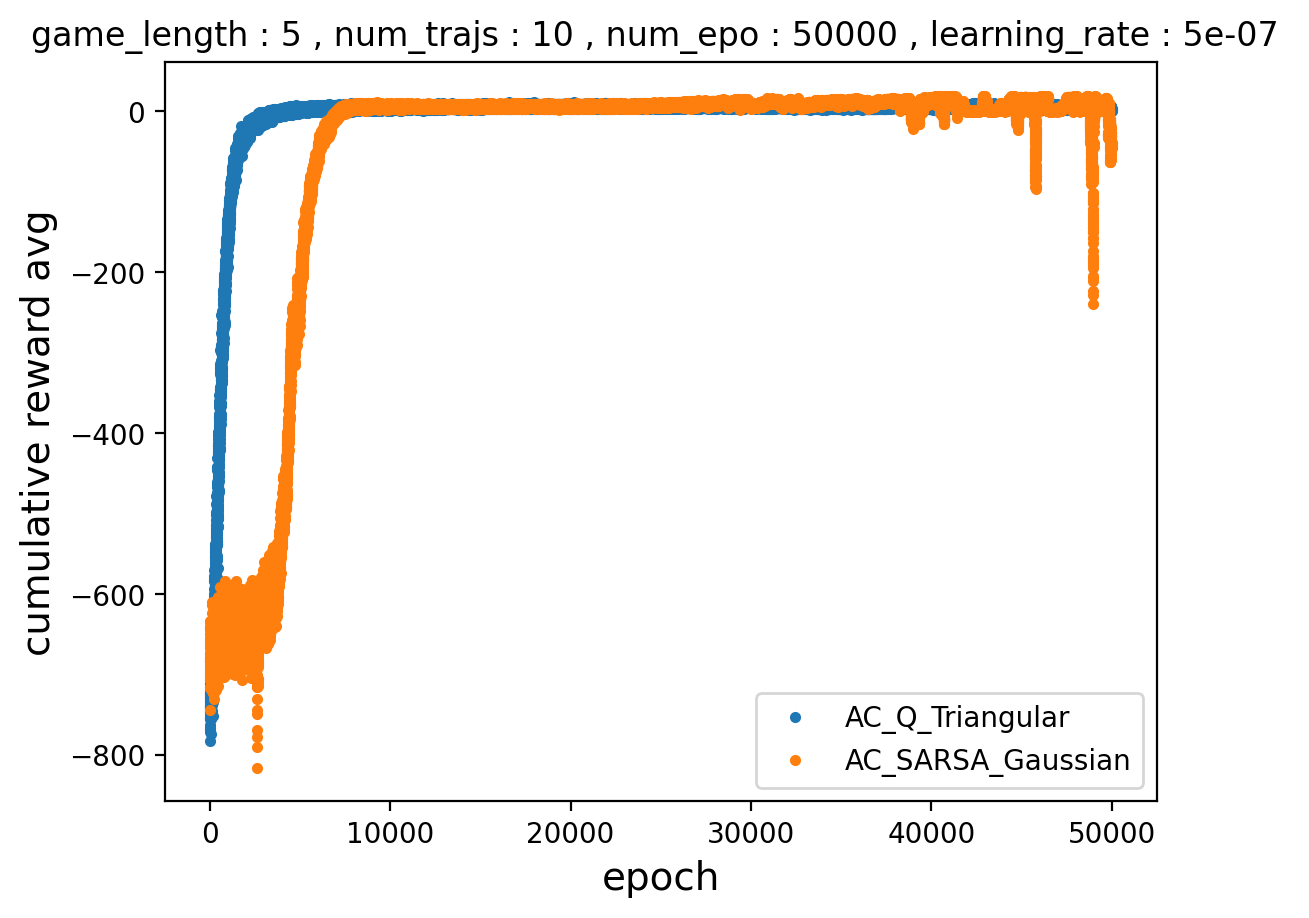 game_length : 5 , num_trajs : 10 , num_epo : 50000 , learning_rate : 5e-07
0
−200
−400
−600
−800
cumulative reward avg
0 10000 20000 30000 40000 50000
epoch
AC_Q_Triangular
AC_SARSA_Gaussian